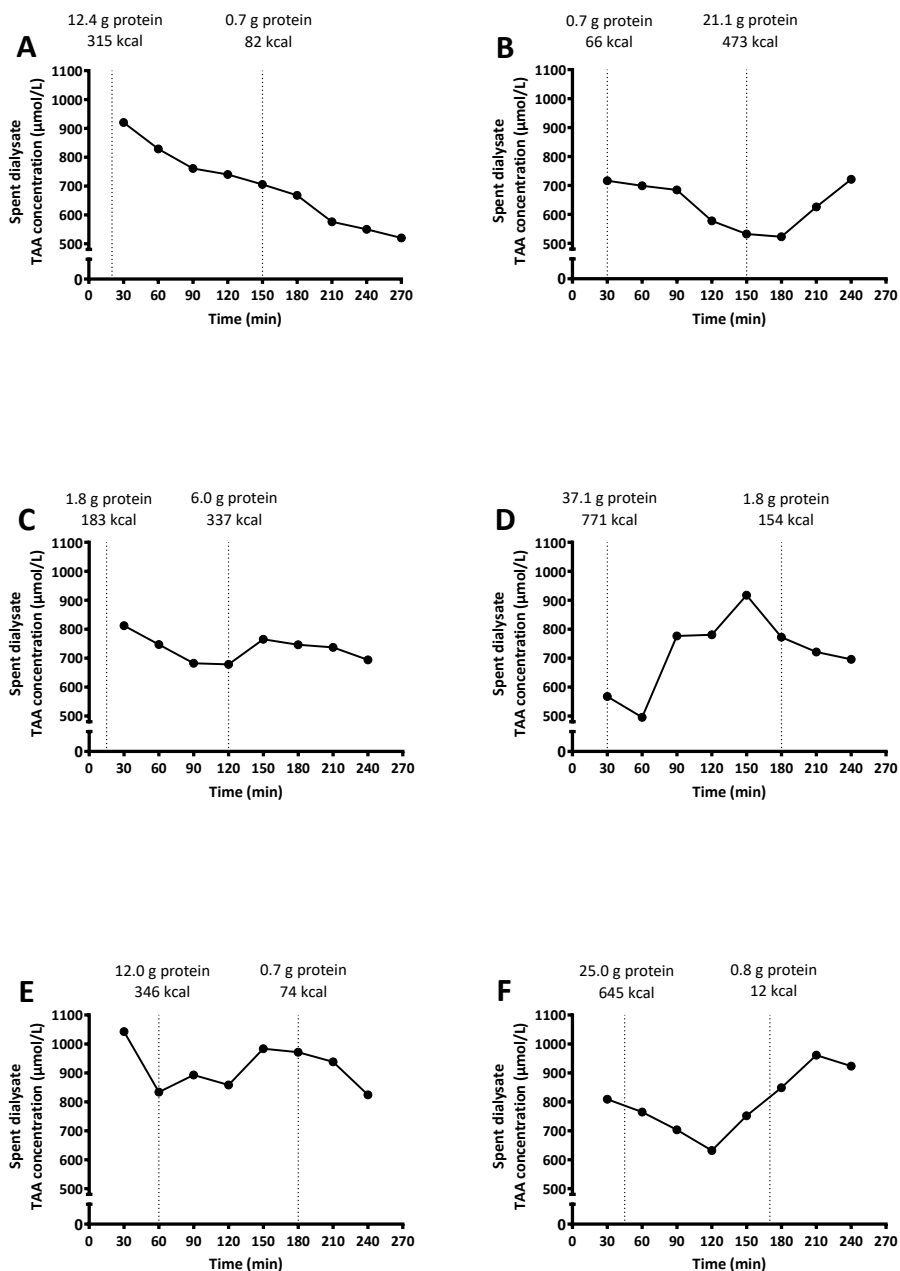 A
12.4 g protein
315 kcal
0.7 g protein
82 kcal
Spent dialysate
TAA concentration (µmol/L)
1100
1000
900
800
700
600
500
0
0 30 60 90 120 150 180 210 240 270
Time (min)
B
0.7 g protein
66 kcal
21.1 g protein
473 kcal
Spent dialysate
TAA concentration (µmol/L)
1100
1000
900
800
700
600
500
0
0 30 60 90 120 150 180 210 240 270
Time (min)
C
1.8 g protein
183 kcal
6.0 g protein
337 kcal
Spent dialysate
TAA concentration (µmol/L)
1100
1000
900
800
700
600
500
0
0 30 60 90 120 150 180 210 240 270
Time (min)
D
37.1 g protein
771 kcal
1.8 g protein
154 kcal
Spent dialysate
TAA concentration (µmol/L)
1100
1000
900
800
700
600
500
0
0 30 60 90 120 150 180 210 240 270
Time (min)
E
12.0 g protein
346 kcal
0.7 g protein
74 kcal
Spent dialysate
TAA concentration (µmol/L)
1100
1000
900
800
700
600
500
0
0 30 60 90 120 150 180 210 240 270
Time (min)
F
25.0 g protein
645 kcal
0.8 g protein
12 kcal
Spent dialysate
TAA concentration (µmol/L)
1100
1000
900
800
700
600
500
0
0 30 60 90 120 150 180 210 240 270
Time (min)